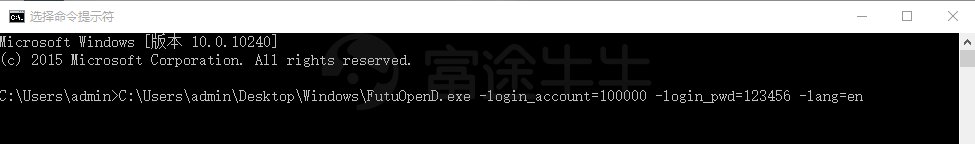 选择命令提示符
Microsoft Windows [版本 10.0.10240]
(c) 2015 Microsoft Corporation. All rights reserved.
富途牛牛
C:\Users\admin>C:\Users\admin\Desktop\Windows\FutuOpenD.exe -login_account=100000 -login_pwd=123456 -lang=en